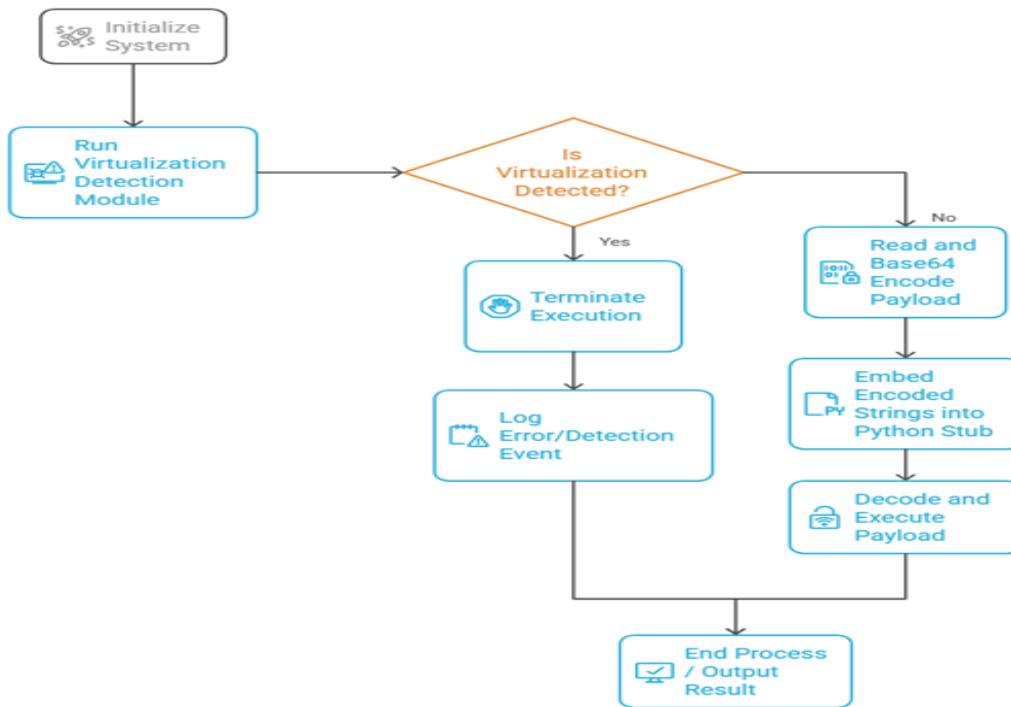 Initialize
System
Run
Virtualization
Detection
Module
Is
Virtualization
Detected?
Yes
No
Terminate
Execution
Log
Error/Detection
Event
Read and
Base64
Encode
Payload
Embed
Encoded
Strings into
Python Stub
PY
Decode and
Execute
Payload
End Process
/ Output
Result